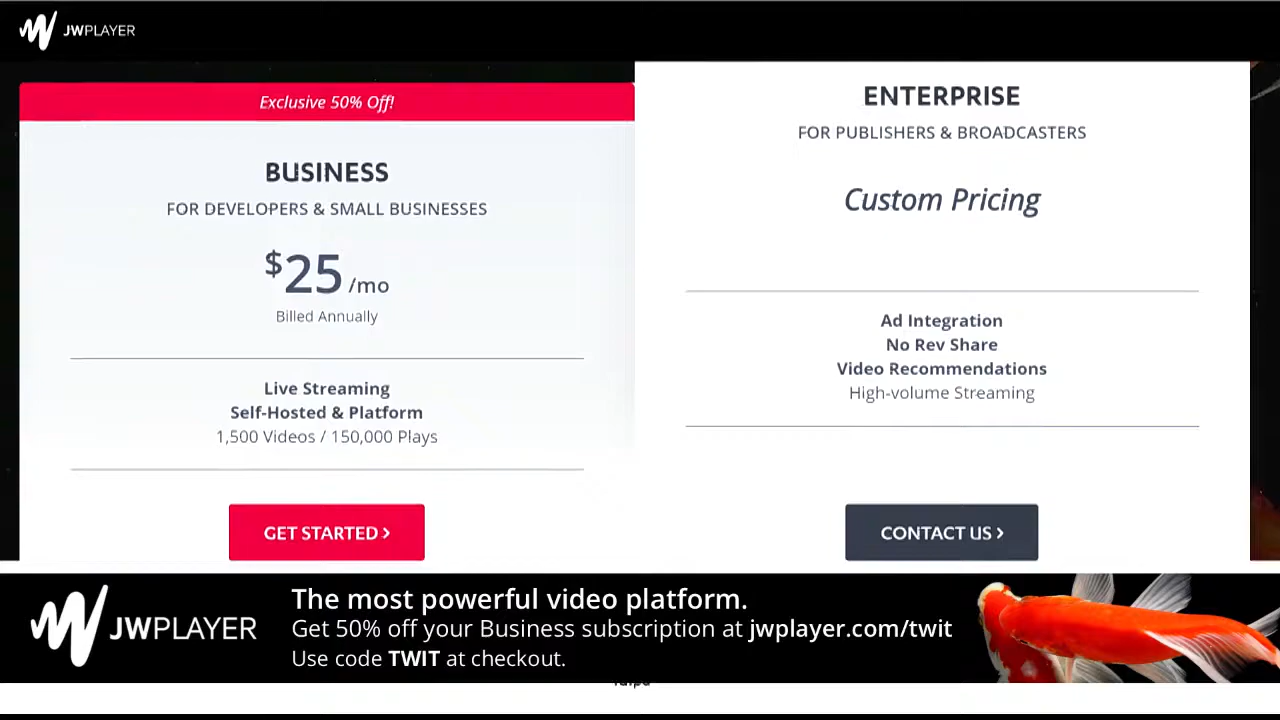 JWPLAYER
Exclusive 50% Off!
BUSINESS
FOR DEVELOPERS & SMALL BUSINESSES
$25 /mo
Billed Annually
Live Streaming
Self-Hosted & Platform
1,500 Videos / 150,000 Plays
GET STARTED >
ENTERPRISE
FOR PUBLISHERS & BROADCASTERS
Custom Pricing
Ad Integration
No Rev Share
Video Recommendations
High-volume Streaming
CONTACT US >
JWPLAYER
The most powerful video platform.
Get 50% off your Business subscription at jwplayer.com/twit
Use code TWIT at checkout.